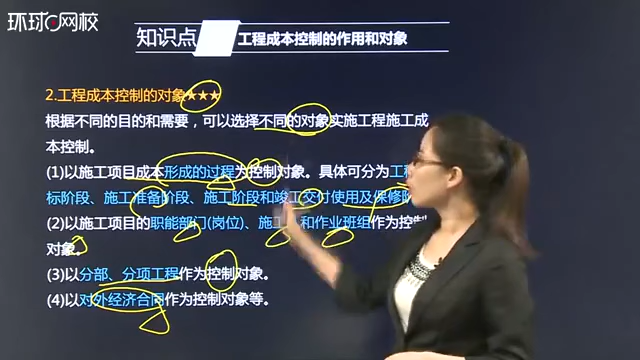 环球网校
知识点 工程成本控制的作用和对象
2.工程成本控制的对象★★★
根据不同的目的和需要，可以选择不同的对象实施工程施工成
本控制。
(1)以施工项目成本形成的过程为控制对象。具体可分为工
标阶段、施工准备阶段、施工阶段和竣工交付使用及保修阶
(2)以施工项目的职能部门(岗位)、施工 和作业班组作为控制
对象。
(3)以分部、分项工程作为控制对象。
(4)以对外经济合同作为控制对象等。